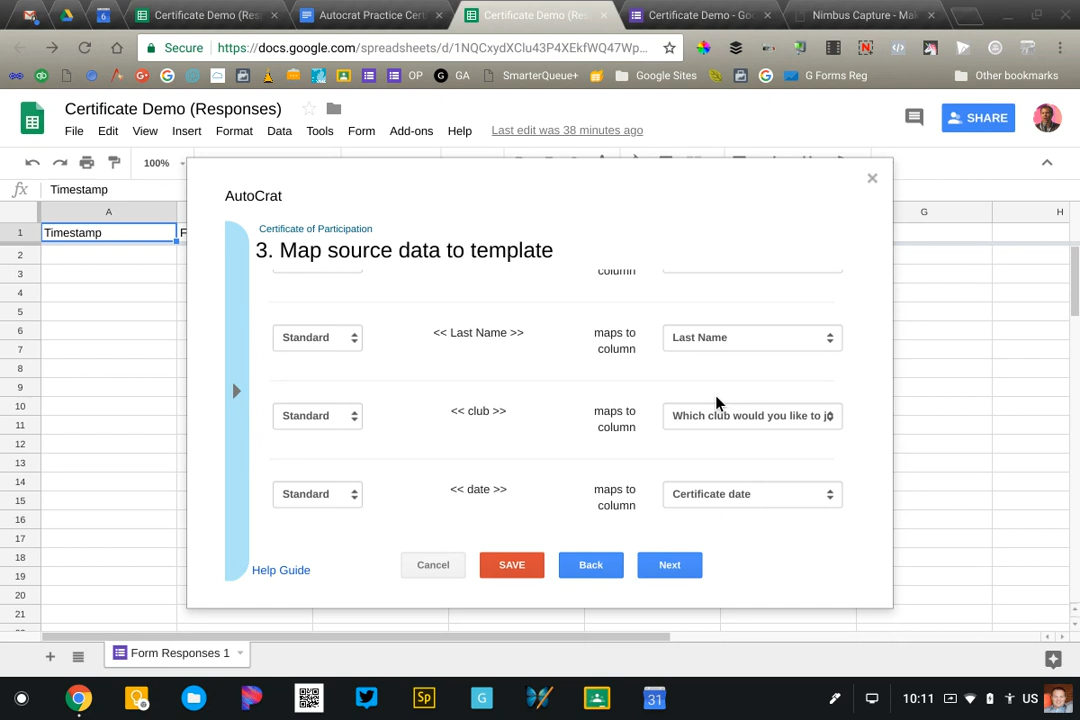 6
Certificate Demo (Res
Autocrat Practice Cert
Certificate Demo (Res
Certificate Demo - Goo
Nimbus Capture - Mak
Secure
https://docs.google.com/spreadsheets/d/1NQCxydXClu43P4XEkfWQ47Wp...
OP
GA
SmarterQueue+
Google Sites
G Forms Reg
Other bookmarks
Certificate Demo (Responses)
SHARE
File Edit View Insert Format Data Tools Form Add-ons Help Last edit was 38 minutes ago
100%
fx Timestamp
A G H
1 Timestamp F
2
3
4
5
6
7
8
9
10
11
12
13
14
15
16
17
18
19
20
21
AutoCrat
Certificate of Participation
3. Map source data to template
column
Standard << Last Name >> maps to column Last Name
Standard << club >> maps to column Which club would you like to jo
Standard << date >> maps to column Certificate date
Help Guide
Cancel SAVE Back Next
Form Responses 1
Sp
G
31
10:11
US